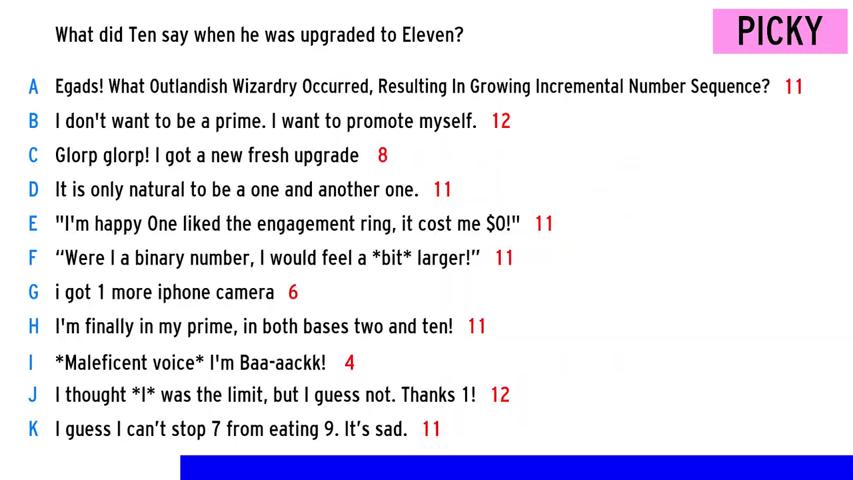 What did Ten say when he was upgraded to Eleven?
PICKY
A Egads! What Outlandish Wizardry Occurred, Resulting In Growing Incremental Number Sequence? 11
B I don't want to be a prime. I want to promote myself. 12
C Glorp glorp! I got a new fresh upgrade 8
D It is only natural to be a one and another one. 11
E "I'm happy One liked the engagement ring, it cost me $0!" 11
F “Were I a binary number, I would feel a *bit* larger!” 11
G i got 1 more iphone camera 6
H I'm finally in my prime, in both bases two and ten! 11
I *Maleficent voice* I'm Baa-aackk! 4
J I thought *I* was the limit, but I guess not. Thanks 1! 12
K I guess I can’t stop 7 from eating 9. It’s sad. 11